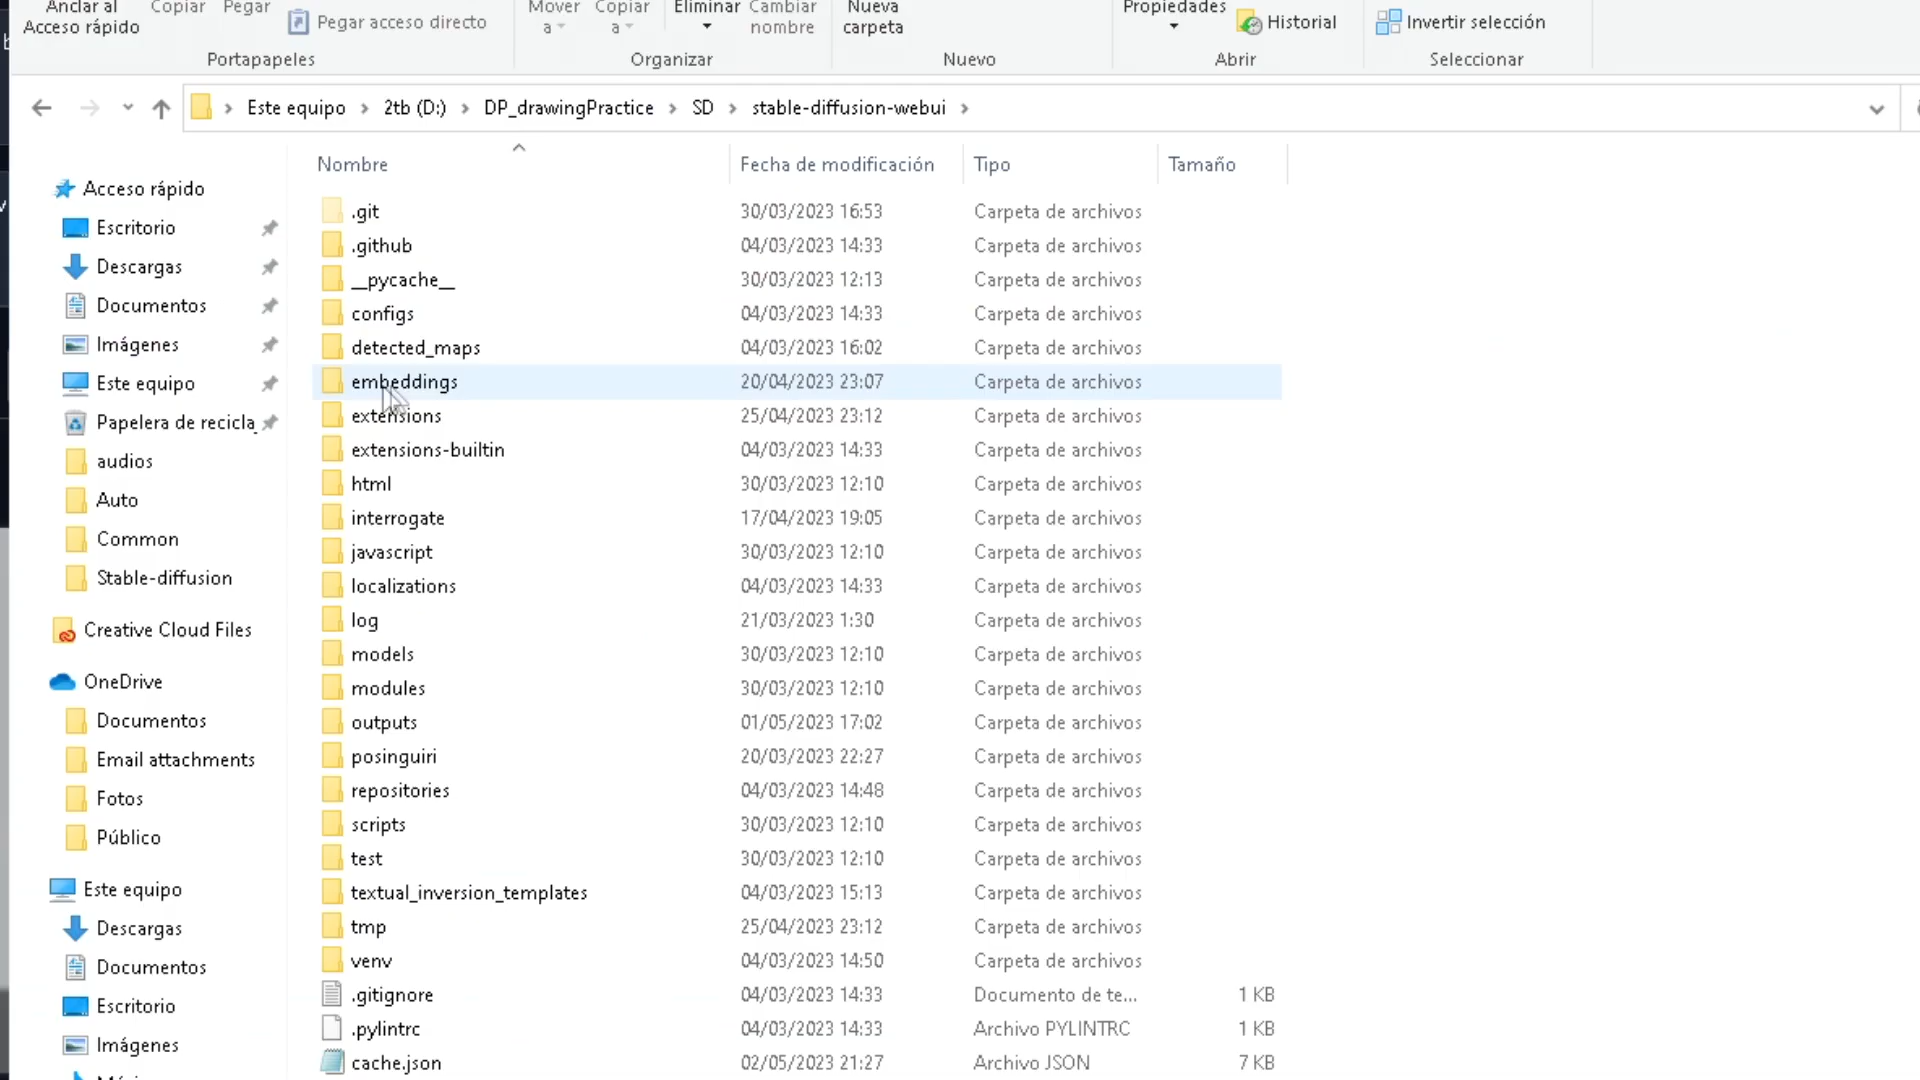 Anclar al
Acceso rápido
Copiar
Pegar
Pegar acceso directo
Mover
a
Copiar
a
Eliminar
Cambiar
nombre
Nueva
carpeta
Propiedades
Historial
Invertir selección
Portapapeles
Organizar
Nuevo
Abrir
Seleccionar
Este equipo > 2tb (D:) > DP_drawingPractice > SD > stable-diffusion-webui >
Nombre Fecha de modificación Tipo Tamaño
Acceso rápido
Escritorio
Descargas
Documentos
Imágenes
Este equipo
Papelera de recicla
audios
Auto
Common
Stable-diffusion
Creative Cloud Files
OneDrive
Documentos
Email attachments
Fotos
Público
Este equipo
Descargas
Documentos
Escritorio
Imágenes
.git 30/03/2023 16:53 Carpeta de archivos
.github 04/03/2023 14:33 Carpeta de archivos
__pycache__ 30/03/2023 12:13 Carpeta de archivos
configs 04/03/2023 14:33 Carpeta de archivos
detected_maps 04/03/2023 16:02 Carpeta de archivos
embeddings 20/04/2023 23:07 Carpeta de archivos
extensions 25/04/2023 23:12 Carpeta de archivos
extensions-builtin 04/03/2023 14:33 Carpeta de archivos
html 30/03/2023 12:10 Carpeta de archivos
interrogate 17/04/2023 19:05 Carpeta de archivos
javascript 30/03/2023 12:10 Carpeta de archivos
localizations 04/03/2023 14:33 Carpeta de archivos
log 21/03/2023 1:30 Carpeta de archivos
models 30/03/2023 12:10 Carpeta de archivos
modules 30/03/2023 12:10 Carpeta de archivos
outputs 01/05/2023 17:02 Carpeta de archivos
posinguiri 20/03/2023 22:27 Carpeta de archivos
repositories 04/03/2023 14:48 Carpeta de archivos
scripts 30/03/2023 12:10 Carpeta de archivos
test 30/03/2023 12:10 Carpeta de archivos
textual_inversion_templates 04/03/2023 15:13 Carpeta de archivos
tmp 25/04/2023 23:12 Carpeta de archivos
venv 04/03/2023 14:50 Carpeta de archivos
.gitignore 04/03/2023 14:33 Documento de te... 1 KB
.pylintrc 04/03/2023 14:33 Archivo PYLINTRC 1 KB
cache.json 02/05/2023 21:27 Archivo JSON 7 KB